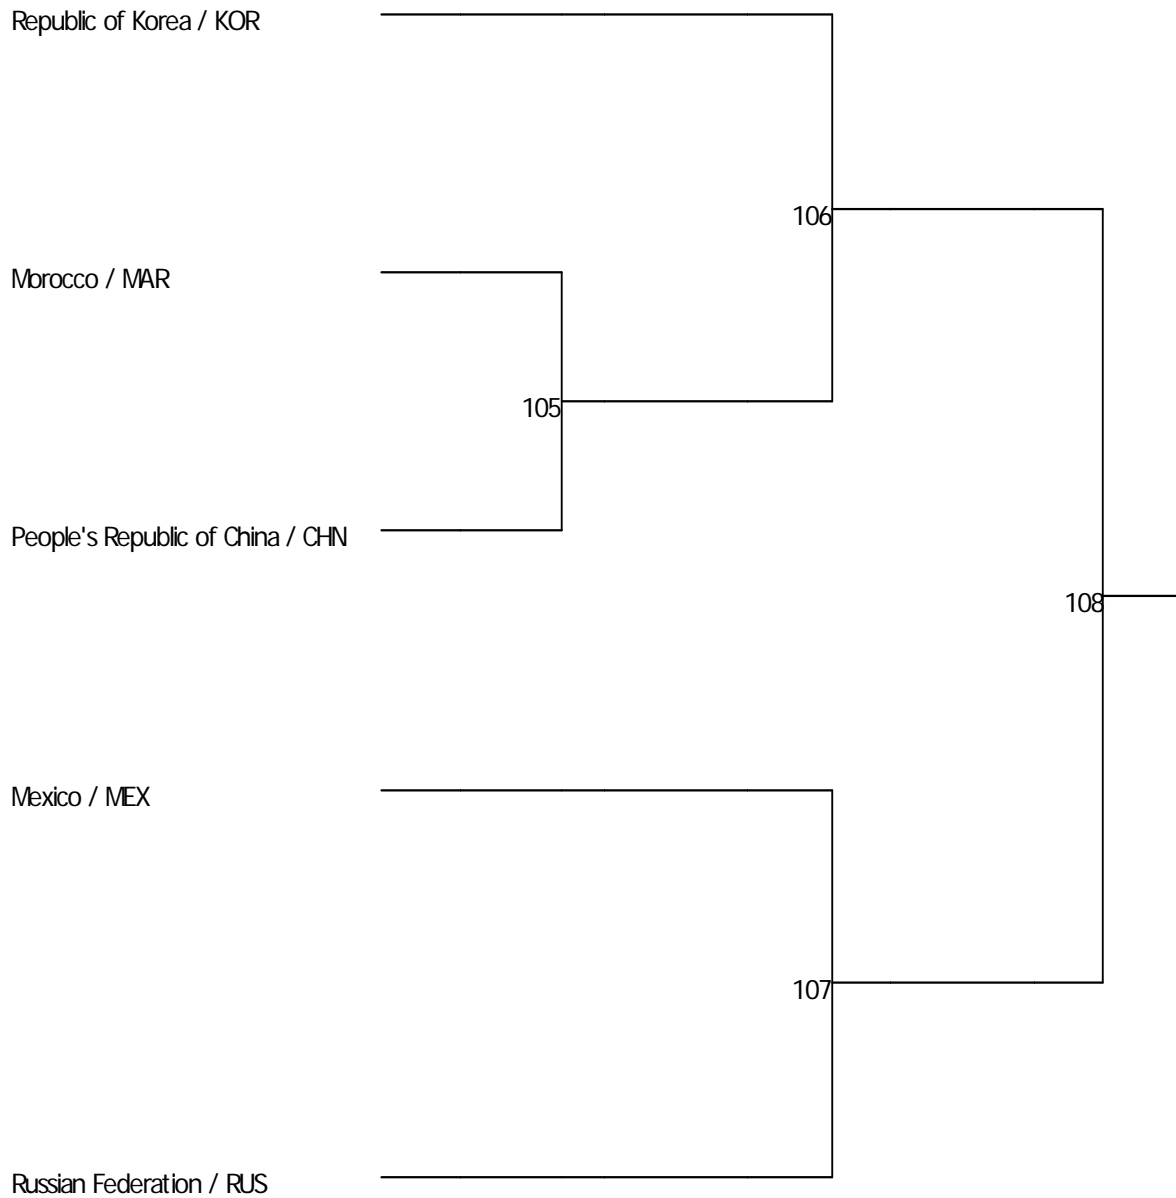 Republic of Korea / KOR
106
Morocco / MAR
105
People's Republic of China / CHN
108
Mexico / MEX
107
Russian Federation / RUS